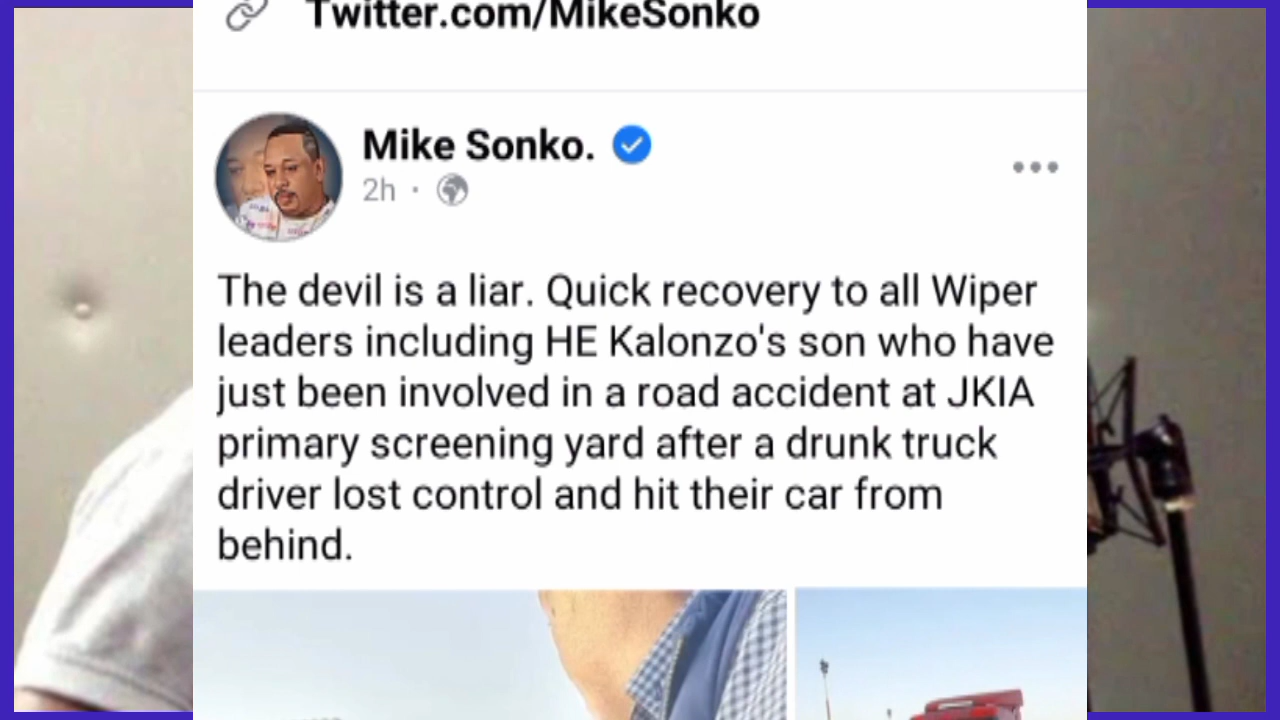 Twitter.com/MikeSonko
Mike Sonko.
2h ·
The devil is a liar. Quick recovery to all Wiper
leaders including HE Kalonzo's son who have
just been involved in a road accident at JKIA
primary screening yard after a drunk truck
driver lost control and hit their car from
behind.